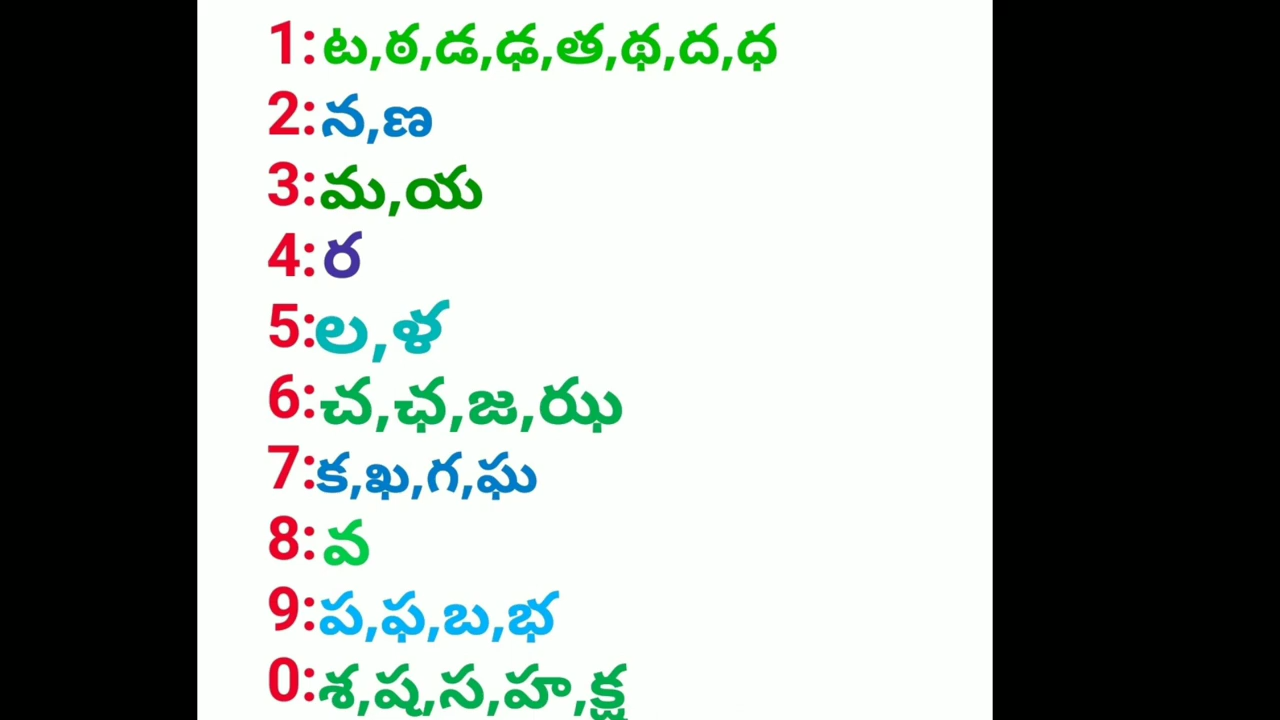 1:ట,ఠ,డ,ఢ,త,థ,ద,ధ
2:న,ణ
3:మ,య
4:ర
5:ల,ళ
6:చ,ఛ,జ,ఝ
7:క,ఖ,గ,ఘ
8:వ
9:ప,ఫ,బ,భ
0:శ,ష,స,హ,క్ష